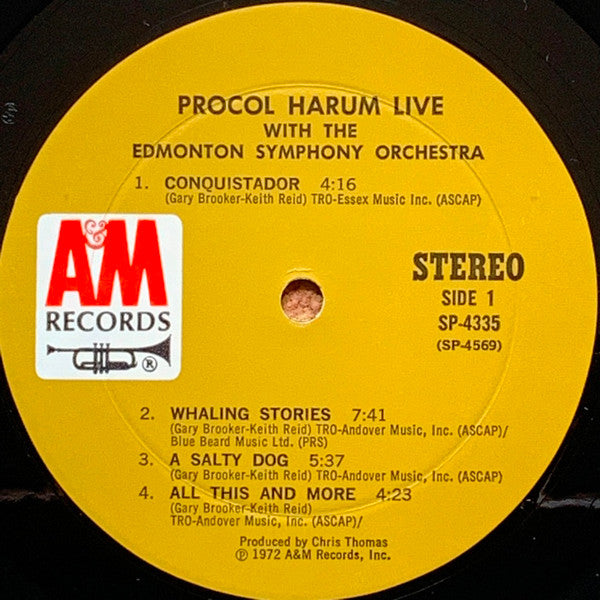 PROCOL HARUM LIVE
WITH THE
EDMONTON SYMPHONY ORCHESTRA
1. CONQUISTADOR 4:16
(Gary Brooker-Keith Reid) TRO-Essex Music Inc. (ASCAP)
A&M
RECORDS
®
STEREO
SIDE 1
SP-4335
(SP-4569)
2. WHALING STORIES 7:41
(Gary Brooker-Keith Reid) TRO-Andover Music, Inc. (ASCAP)/
Blue Beard Music Ltd. (PRS)
3. A SALTY DOG 5:37
(Gary Brooker-Keith Reid) TRO-Andover Music, Inc. (ASCAP)
4. ALL THIS AND MORE 4:23
(Gary Brooker-Keith Reid)
TRO-Andover Music, Inc. (ASCAP)/
Produced by Chris Thomas
℗ 1972 A&M Records, Inc.